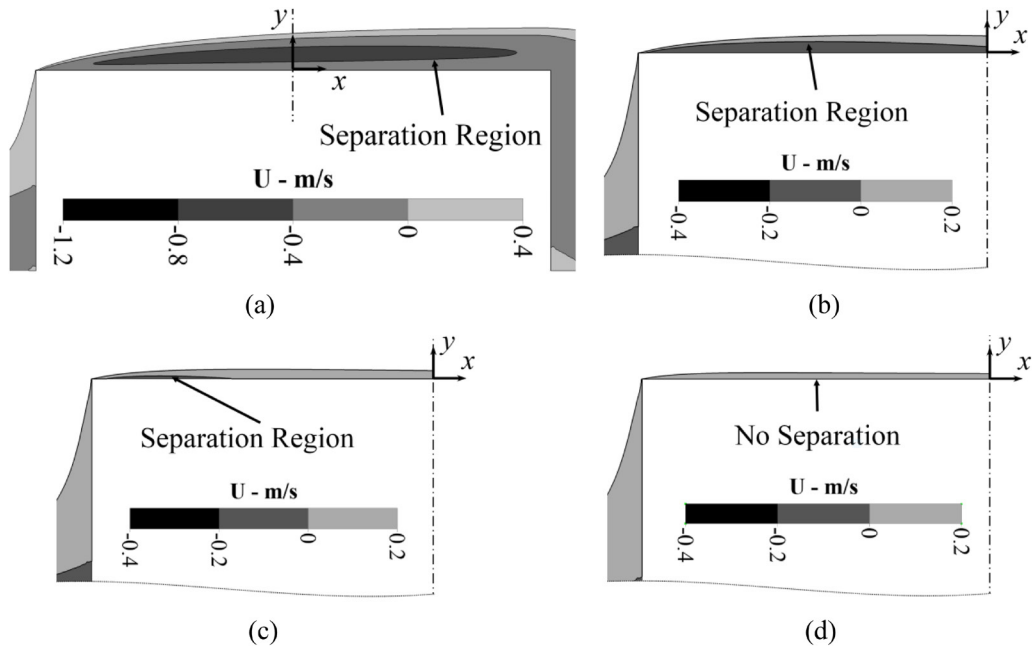 y
x
Separation Region
U - m/s
-1.2
-0.8
-0.4
0
0.4
(a)
y
x
Separation Region
U - m/s
-0.4
-0.2
0
0.2
(b)
y
x
Separation Region
U - m/s
-0.4
-0.2
0
0.2
(c)
y
x
No Separation
U - m/s
-0.4
-0.2
0
0.2
(d)